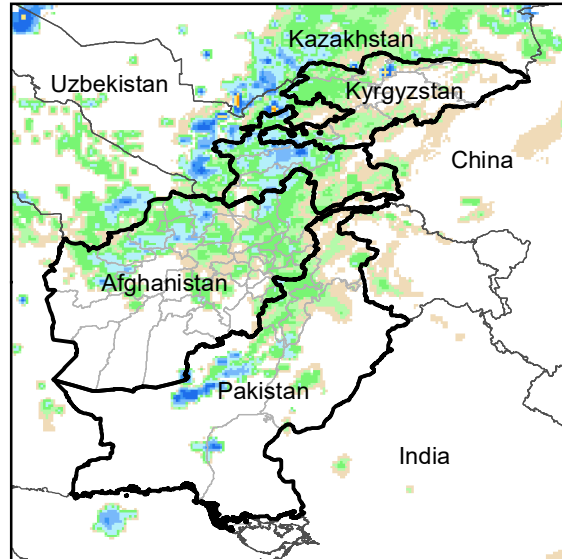 Kazakhstan
Uzbekistan
Kyrgyzstan
China
Afghanistan
Pakistan
India